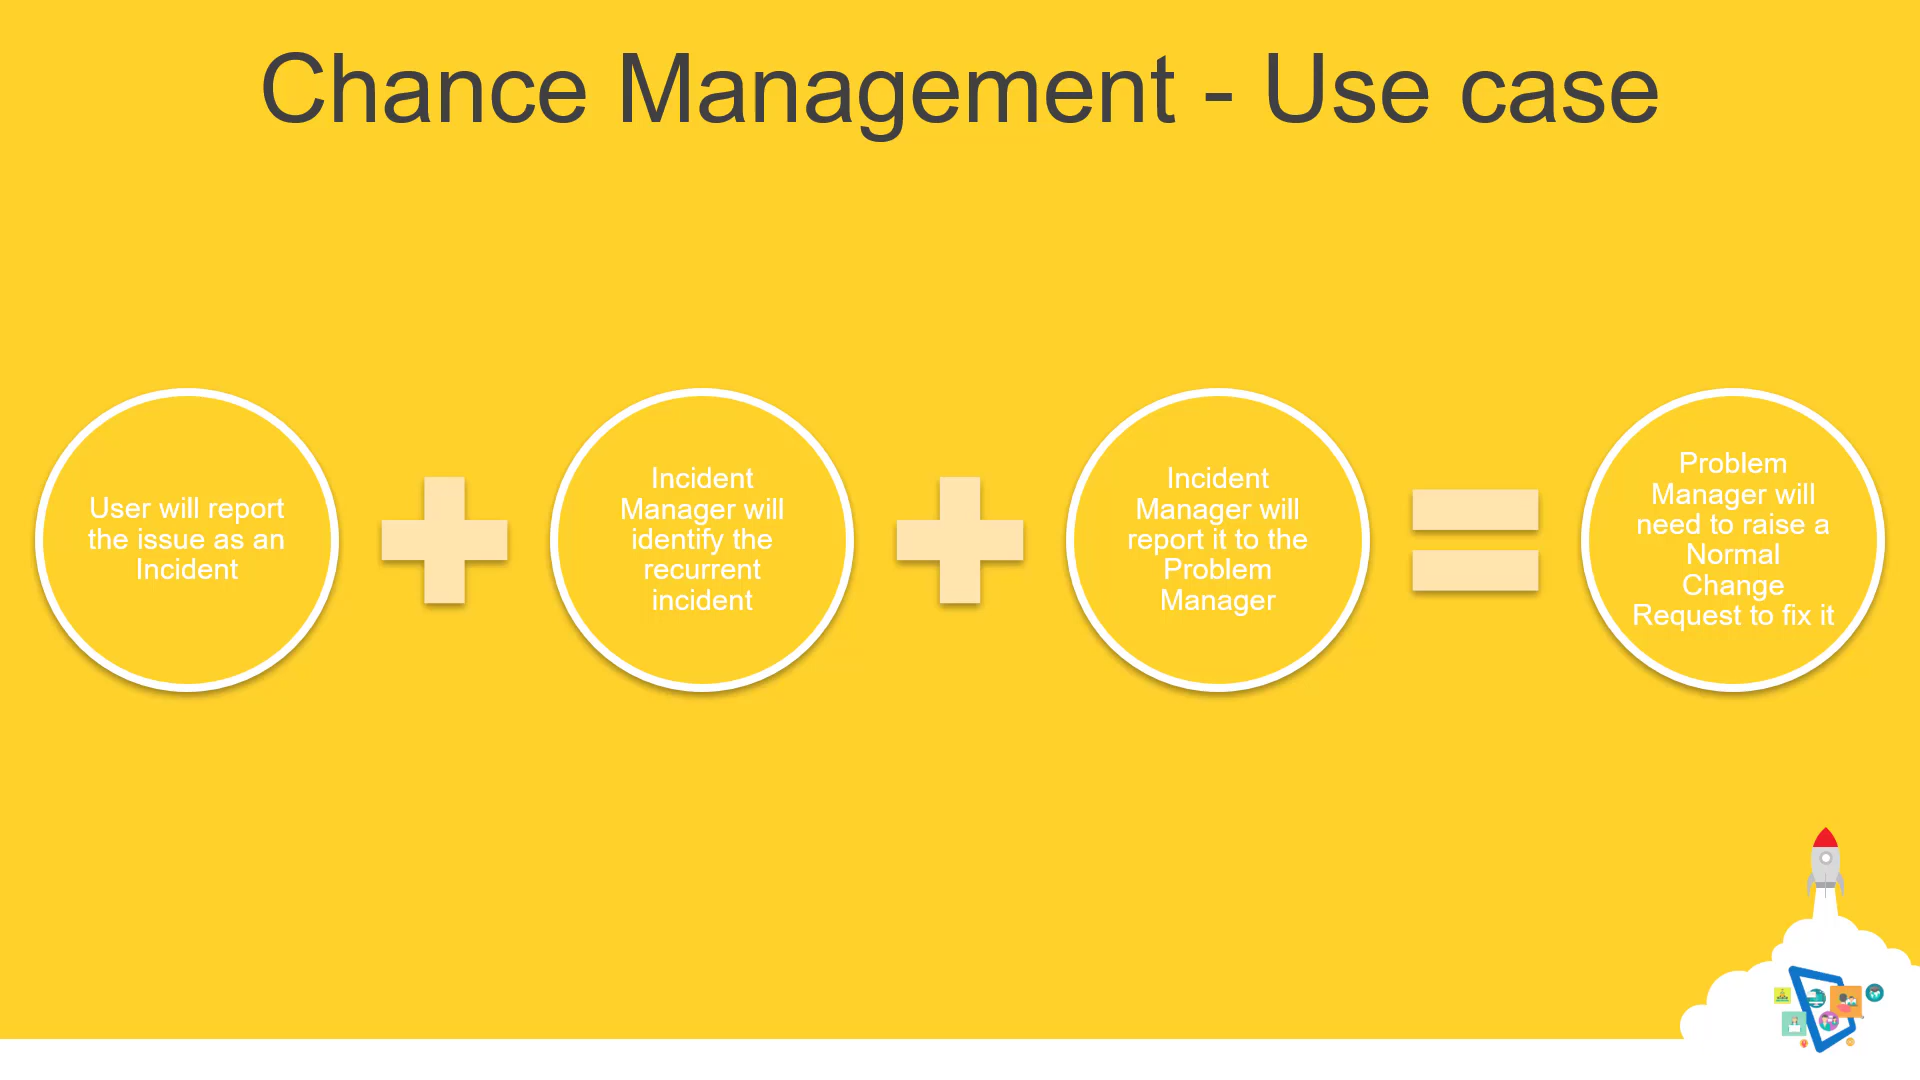 Chance Management - Use case
User will report
the issue as an
Incident
Incident
Manager will
identify the
recurrent
incident
Incident
Manager will
report it to the
Problem
Manager
Problem
Manager will
need to raise a
Normal
Change
Request to fix it